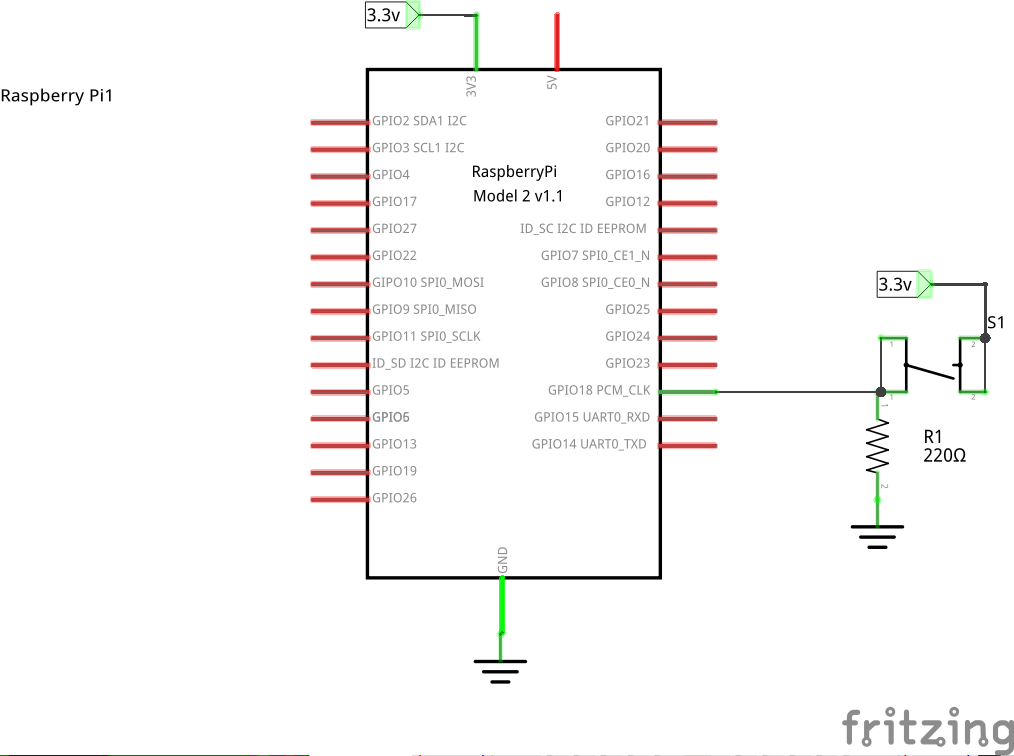 3.3v
3V3
5V
Raspberry Pi1
GPIO2 SDA1 I2C
GPIO21
GPIO3 SCL1 I2C
GPIO20
RaspberryPi
Model 2 v1.1
GPIO4
GPIO16
GPIO17
GPIO12
GPIO27
ID_SC I2C ID EEPROM
GPIO22
GPIO7 SPI0_CE1_N
GIPO10 SPI0_MOSI
GPIO8 SPI0_CE0_N
GPIO9 SPI0_MISO
GPIO25
GPIO11 SPI0_SCLK
GPIO24
ID_SD I2C ID EEPROM
GPIO23
GPIO5
GPIO18 PCM_CLK
GPIO6
GPIO15 UART0_RXD
GPIO13
GPIO14 UART0_TXD
GPIO19
GPIO26
GND
3.3v
S1
1
2
1
2
1
R1
220Ω
2
fritzing